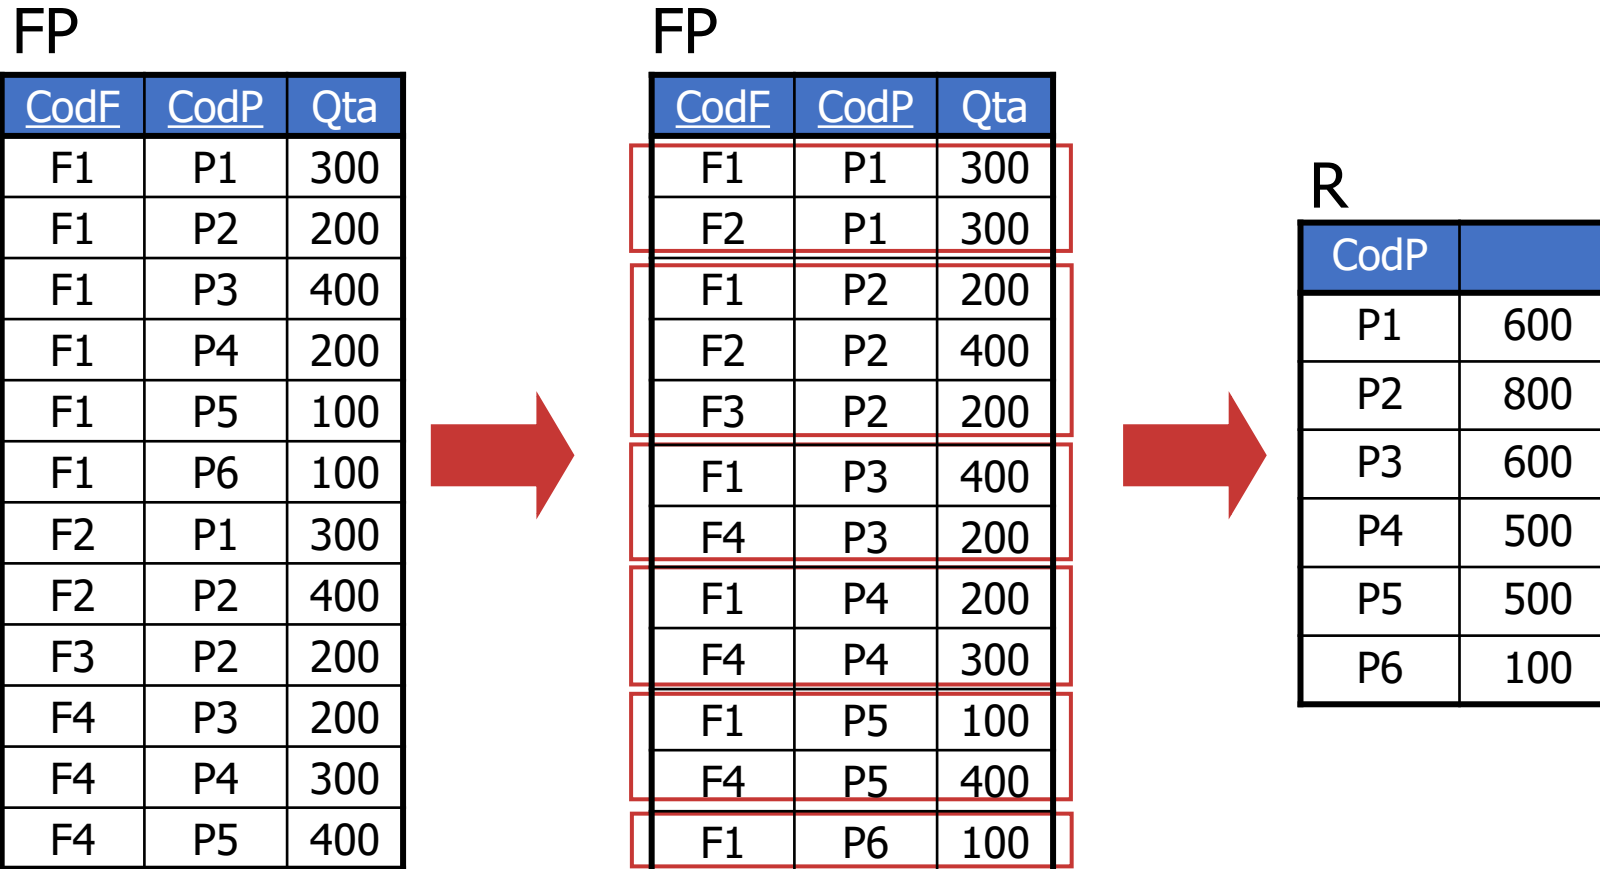 FP
CodF CodP Qta
F1 P1 300
F1 P2 200
F1 P3 400
F1 P4 200
F1 P5 100
F1 P6 100
F2 P1 300
F2 P2 400
F3 P2 200
F4 P3 200
F4 P4 300
F4 P5 400
FP
CodF CodP Qta
F1 P1 300
F2 P1 300
F1 P2 200
F2 P2 400
F3 P2 200
F1 P3 400
F4 P3 200
F1 P4 200
F4 P4 300
F1 P5 100
F4 P5 400
F1 P6 100
R
CodP
P1 600
P2 800
P3 600
P4 500
P5 500
P6 100